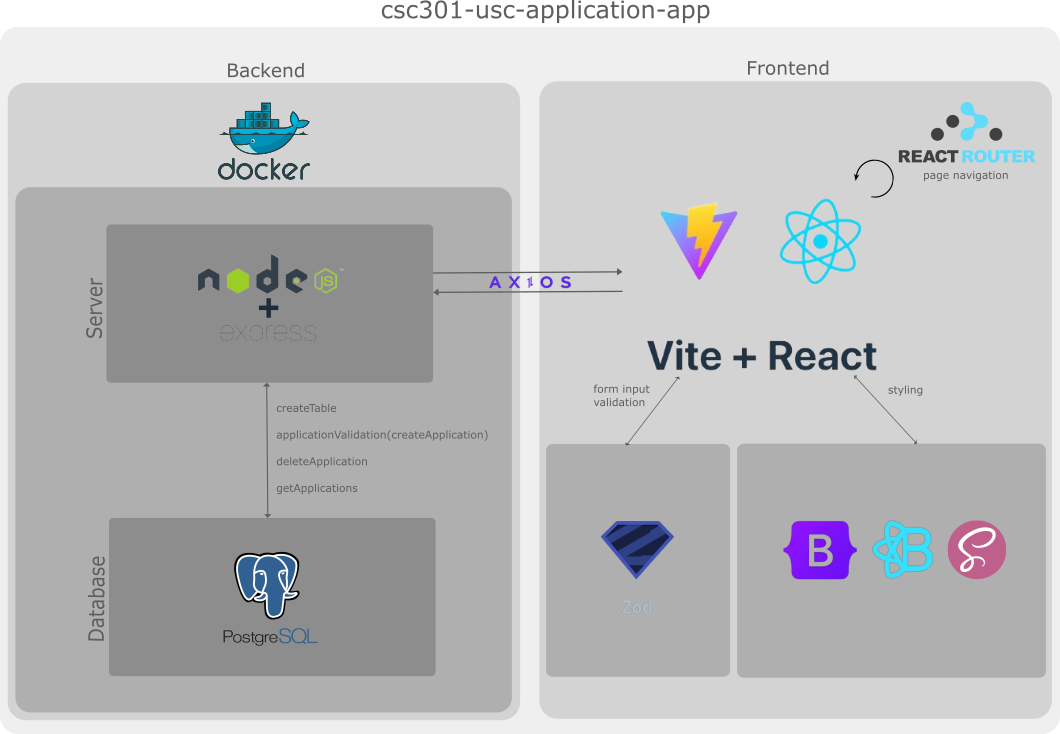 csc301-usc-application-app
Backend
Frontend
docker
REACT ROUTER
page navigation
Server
node JS ™
+
express
AXIOS
Vite + React
form input
validation
styling
createTable
applicationValidation(createApplication)
deleteApplication
getApplications
Database
PostgreSQL
Zod
B
B
S